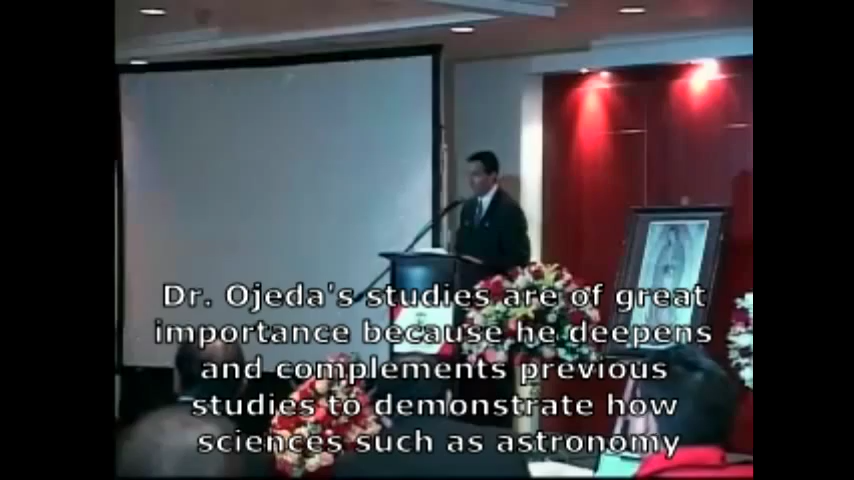 Dr. Ojeda's studies are of great
importance because he deepens
and complements previous
studies to demonstrate how
sciences such as astronomy